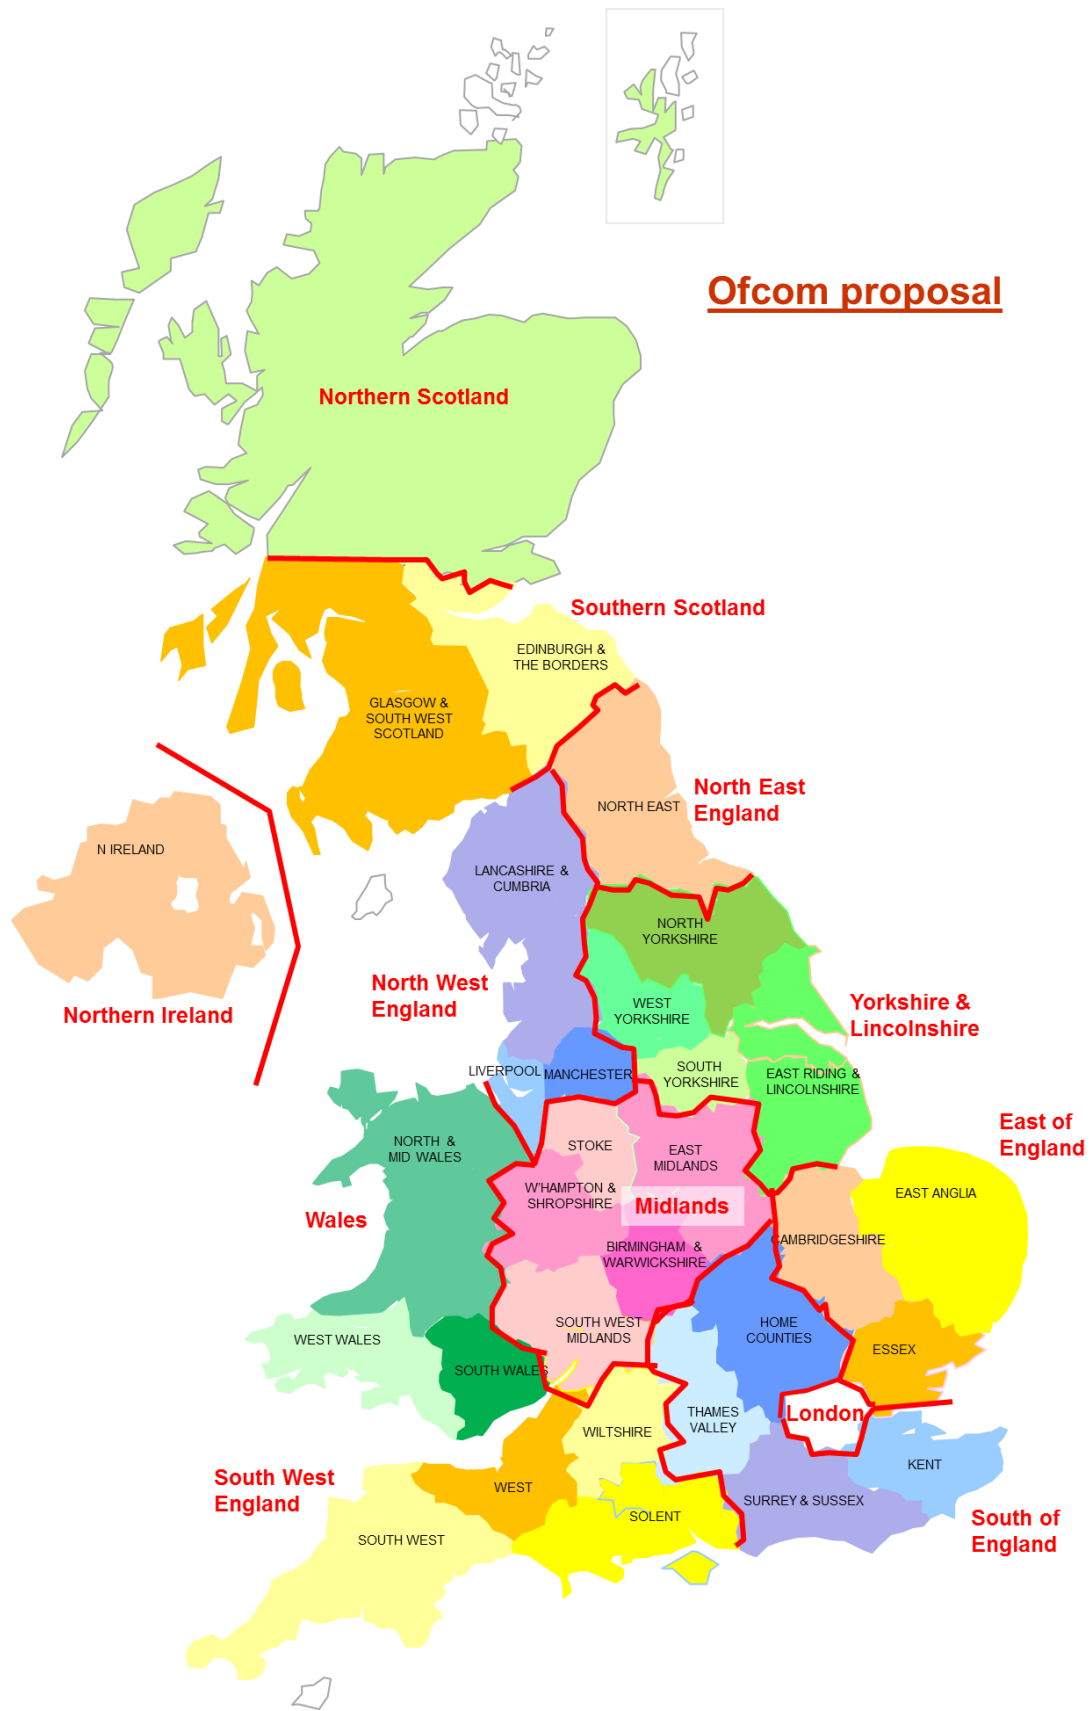 Ofcom proposal
Northern Scotland
Southern Scotland
EDINBURGH &
THE BORDERS
GLASGOW &
SOUTH WEST
SCOTLAND
North East
England
NORTH EAST
N IRELAND
LANCASHIRE &
CUMBRIA
NORTH
YORKSHIRE
North West
England
Northern Ireland
WEST
YORKSHIRE
Yorkshire &
Lincolnshire
LIVERPOOL
MANCHESTER
SOUTH
YORKSHIRE
EAST RIDING &
LINCOLNSHIRE
East of
England
NORTH &
MID WALES
STOKE
EAST
MIDLANDS
W'HAMPTON &
SHROPSHIRE
EAST ANGLIA
Wales
Midlands
CAMBRIDGESHIRE
BIRMINGHAM &
WARWICKSHIRE
WEST WALES
SOUTH WEST
MIDLANDS
HOME
COUNTIES
ESSEX
SOUTH WALES
THAMES
VALLEY
London
WILTSHIRE
KENT
South West
England
WEST
SURREY & SUSSEX
SOLENT
South of
England
SOUTH WEST